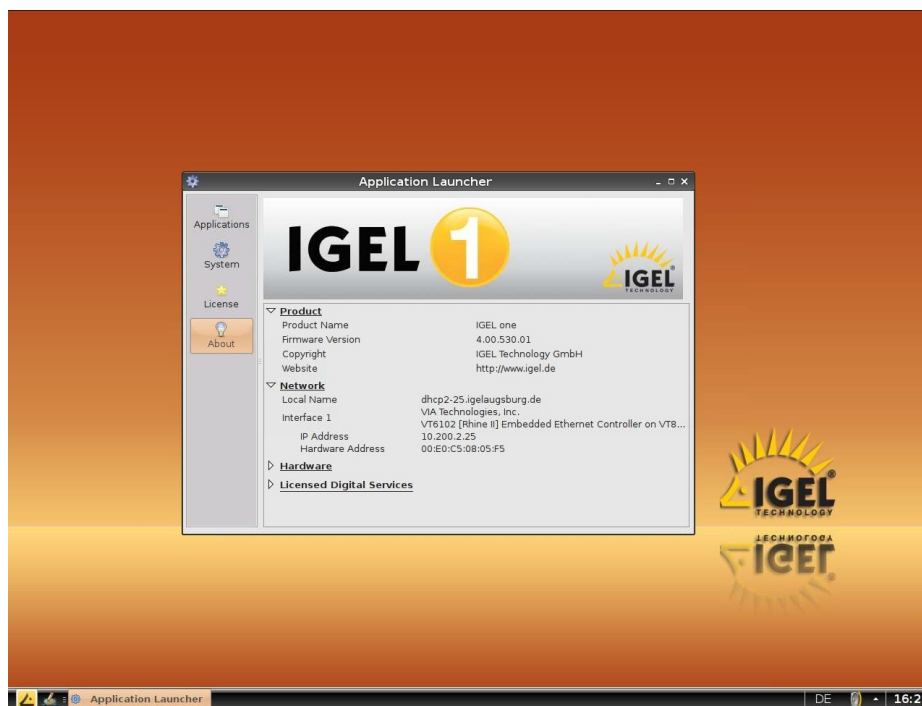 Application Launcher
Applications
System
License
About
IGEL 1
IGEL
TECHNOLOGY
Product
Product Name IGEL one
Firmware Version 4.00.530.01
Copyright IGEL Technology GmbH
Website http://www.igel.de
Network
Local Name dhcp2-25.igelaugsburg.de
Interface 1 VIA Technologies, Inc.
VT6102 [Rhine II] Embedded Ethernet Controller on VT8...
IP Address 10.200.2.25
Hardware Address 00:E0:C5:08:05:F5
Hardware
Licensed Digital Services
IGEL®
TECHNOLOGY
Application Launcher DE 16:2